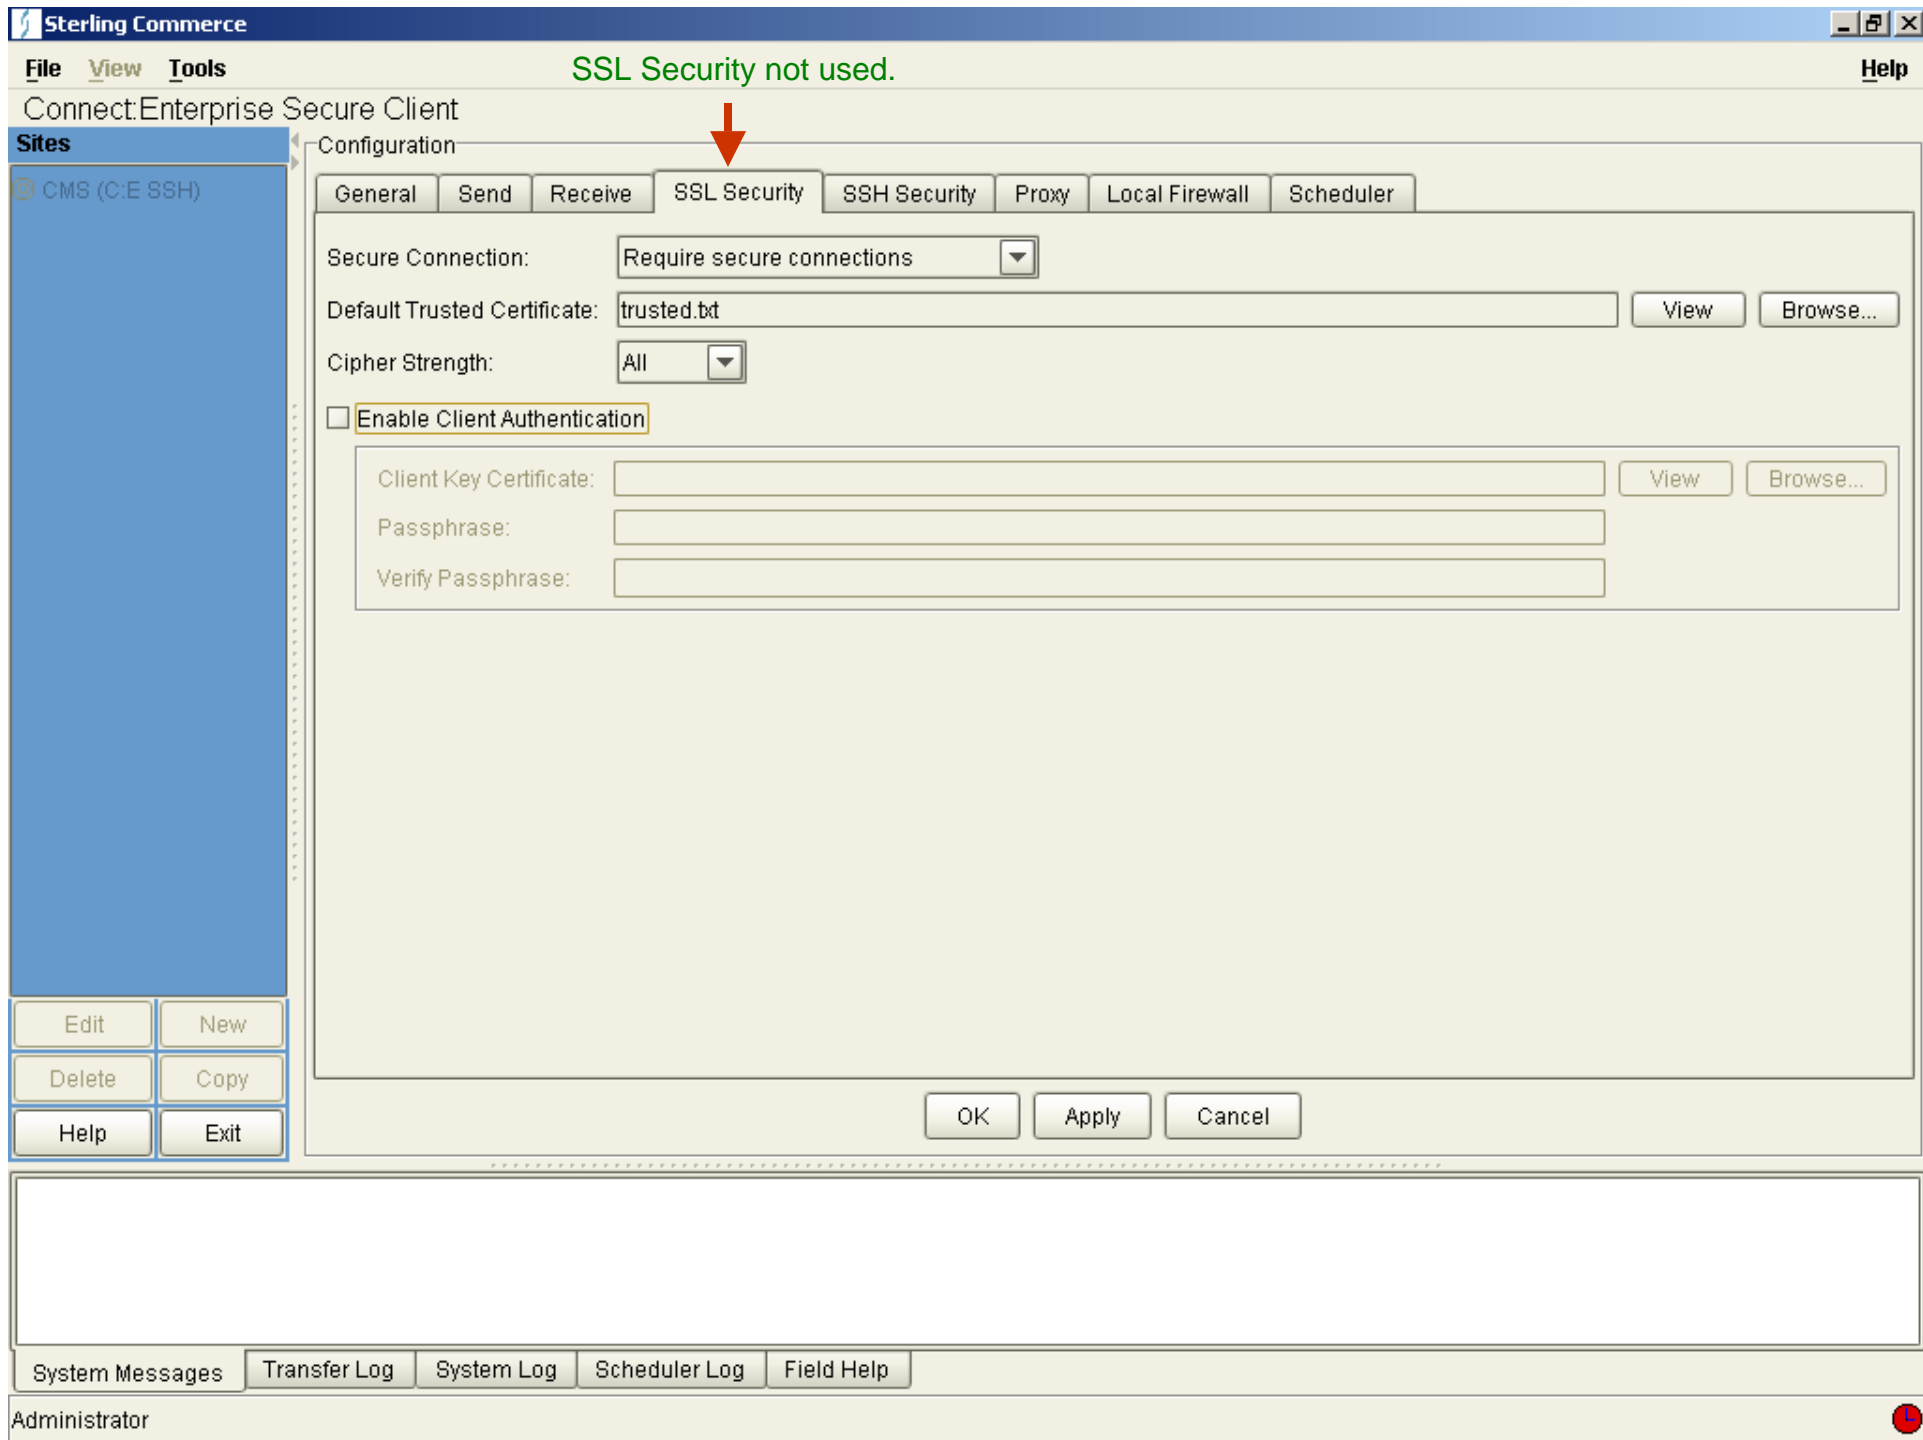 Sterling Commerce
File View Tools SSL Security not used. Help
Connect:Enterprise Secure Client
Sites
Configuration
CMS (C:E SSH)
General Send Receive SSL Security SSH Security Proxy Local Firewall Scheduler
Secure Connection: Require secure connections
Default Trusted Certificate: trusted.txt View Browse...
Cipher Strength: All
Enable Client Authentication
Client Key Certificate: View Browse...
Passphrase:
Verify Passphrase:
Edit New
Delete Copy
Help Exit
OK Apply Cancel
System Messages Transfer Log System Log Scheduler Log Field Help
Administrator